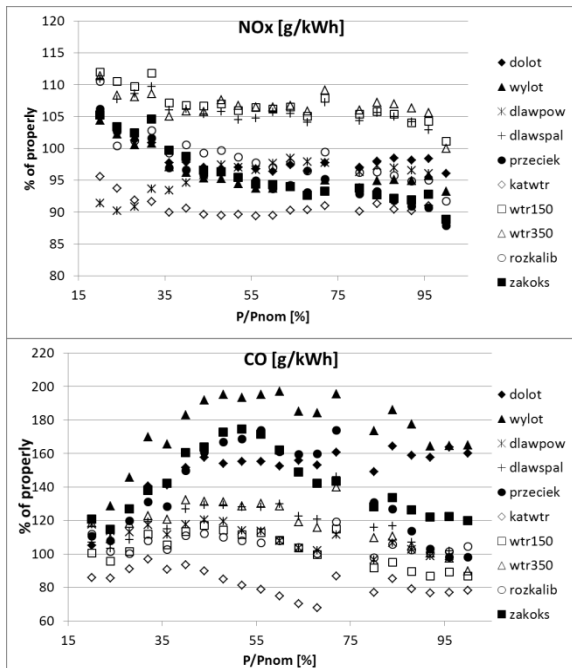 NOx [g/kWh]
120
115
110
105
100
95
90
85
80
% of properly
15 35 55 75 95
P/Pnom [%]
dolot
wylot
dlawpow
dlawspal
przeciek
katwtr
wtr150
wtr350
rozkalib
zakoks
CO [g/kWh]
220
200
180
160
140
120
100
80
60
% of properly
15 35 55 75 95
P/Pnom [%]
dolot
wylot
dlawpow
dlawspal
przeciek
katwtr
wtr150
wtr350
rozkalib
zakoks